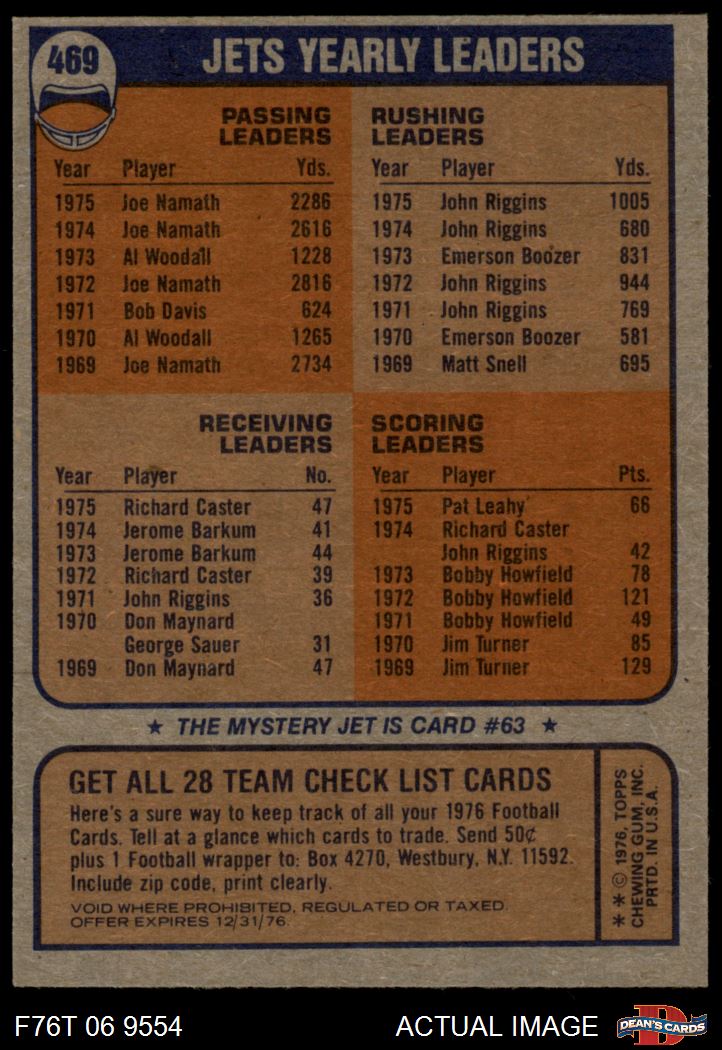 469
JETS YEARLY LEADERS
PASSING
LEADERS
Year Player Yds.
1975 Joe Namath 2286
1974 Joe Namath 2616
1973 Al Woodall 1228
1972 Joe Namath 2816
1971 Bob Davis 624
1970 Al Woodall 1265
1969 Joe Namath 2734
RUSHING
LEADERS
Year Player Yds.
1975 John Riggins 1005
1974 John Riggins 680
1973 Emerson Boozer 831
1972 John Riggins 944
1971 John Riggins 769
1970 Emerson Boozer 581
1969 Matt Snell 695
RECEIVING
LEADERS
Year Player No.
1975 Richard Caster 47
1974 Jerome Barkum 41
1973 Jerome Barkum 44
1972 Richard Caster 39
1971 John Riggins 36
1970 Don Maynard
George Sauer 31
1969 Don Maynard 47
SCORING
LEADERS
Year Player Pts.
1975 Pat Leahy 66
1974 Richard Caster
John Riggins 42
1973 Bobby Howfield 78
1972 Bobby Howfield 121
1971 Bobby Howfield 49
1970 Jim Turner 85
1969 Jim Turner 129
★ THE MYSTERY JET IS CARD #63 ★
GET ALL 28 TEAM CHECK LIST CARDS
Here's a sure way to keep track of all your 1976 Football
Cards. Tell at a glance which cards to trade. Send 50¢
plus 1 Football wrapper to: Box 4270, Westbury, N.Y. 11592.
Include zip code, print clearly.
VOID WHERE PROHIBITED, REGULATED OR TAXED.
OFFER EXPIRES 12/31/76.
* * © 1976, TOPPS
CHEWING GUM, INC.
PRTD. IN U.S.A.
F76T 06 9554
ACTUAL IMAGE
D
DEAN'S CARDS